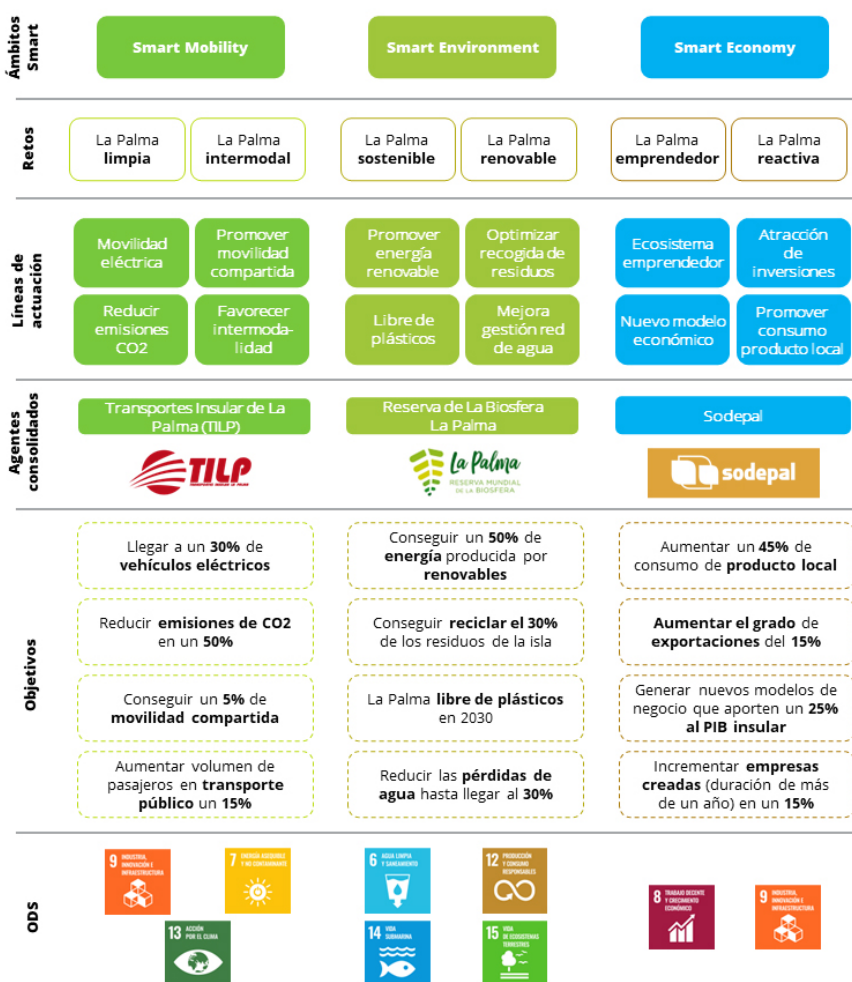 Ámbitos
Smart
Smart Mobility
Smart Environment
Smart Economy
Retos
La Palma
limpia
La Palma
intermodal
La Palma
sostenible
La Palma
renovable
La Palma
emprendedor
La Palma
reactiva
Líneas de
actuación
Movilidad
eléctrica
Promover
movilidad
compartida
Promover
energía
renovable
Optimizar
recogida de
residuos
Ecosistema
emprendedor
Atracción
de
inversiones
Reducir
emisiones
CO2
Favorecer
intermoda-
lidad
Libre de
plásticos
Mejora
gestión red
de agua
Nuevo modelo
económico
Promover
consumo
producto local
Agentes
consolidados
Transportes Insular de La
Palma (TILP)
Reserva de La Biosfera
La Palma
Sodepal
TILP
TRANSPORTES INSULAR LA PALMA
La Palma
RESERVA MUNDIAL
DE LA BIOSFERA
sodepal
Objetivos
Llegar a un 30% de
vehículos eléctricos
Conseguir un 50% de
energía producida por
renovables
Aumentar un 45% de
consumo de producto local
Reducir emisiones de CO2
en un 50%
Conseguir reciclar el 30%
de los residuos de la isla
Aumentar el grado de
exportaciones del 15%
Conseguir un 5% de
movilidad compartida
La Palma libre de plásticos
en 2030
Generar nuevos modelos de
negocio que aporten un 25%
al PIB insular
Aumentar volumen de
pasajeros en transporte
público un 15%
Reducir las pérdidas de
agua hasta llegar al 30%
Incrementar empresas
creadas (duración de más
de un año) en un 15%
ODS
9 INDUSTRIA,
INNOVACIÓN E
INFRAESTRUCTURA
7 ENERGÍA ASEQUIBLE
Y NO CONTAMINANTE
13 ACCIÓN
POR EL CLIMA
6 AGUA LIMPIA
Y SANEAMIENTO
12 PRODUCCIÓN
Y CONSUMO
RESPONSABLES
14 VIDA
SUBMARINA
15 VIDA
DE ECOSISTEMAS
TERRESTRES
8 TRABAJO DECENTE
Y CRECIMIENTO
ECONÓMICO
9 INDUSTRIA,
INNOVACIÓN E
INFRAESTRUCTURA